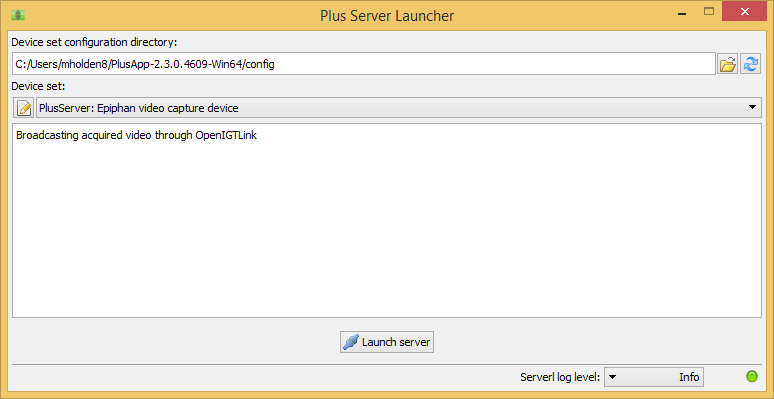 Plus Server Launcher
Device set configuration directory:
C:/Users/mholden8/PlusApp-2.3.0.4609-Win64/config
Device set:
PlusServer: Epiphan video capture device
Broadcasting acquired video through OpenIGTLink
Launch server
Serverl log level: Info